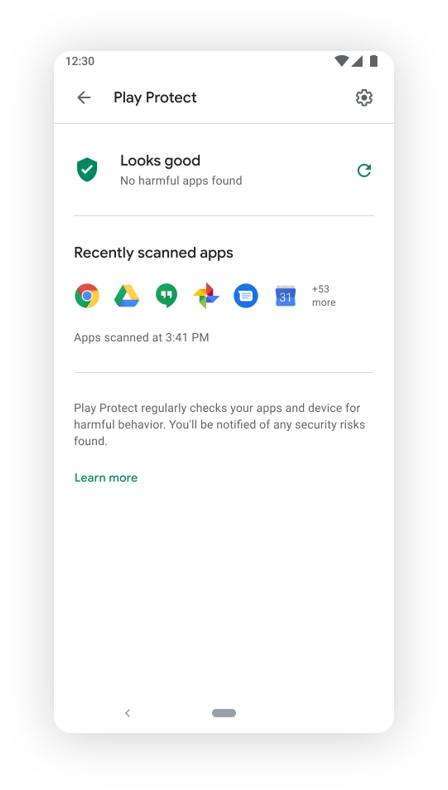 12:30
Play Protect
Looks good
No harmful apps found
Recently scanned apps
31
+53
more
Apps scanned at 3:41 PM
Play Protect regularly checks your apps and device for
harmful behavior. You'll be notified of any security risks
found.
Learn more